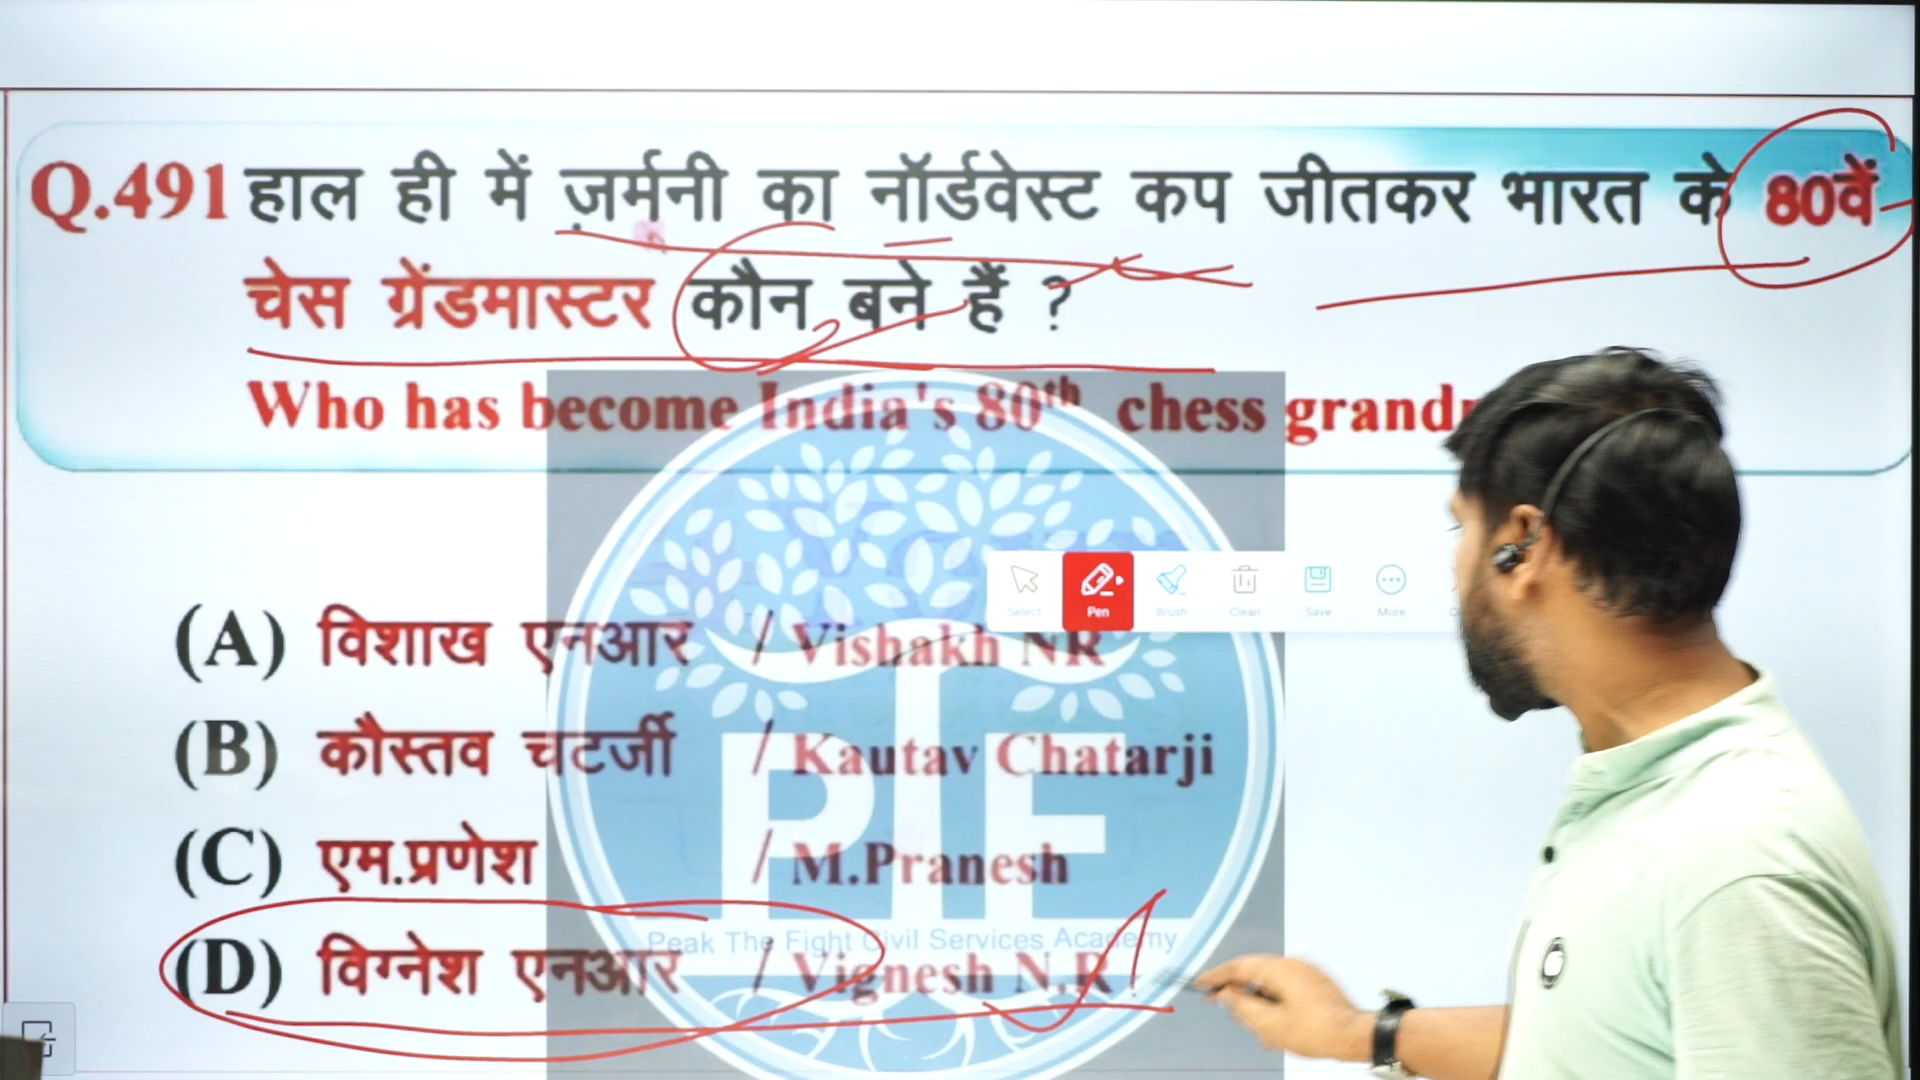 Q.491 हाल ही में ज़र्मनी का नॉर्डवेस्ट कप जीतकर भारत के 80वें
चेस ग्रेंडमास्टर कौन बने हैं ?
Who has become India's 80th chess
Select Pen Brush Clean Save More
(A) विशाख एनआर / Vishakh NR
(B) कौस्तव चटर्जी / Kautav Chatarji
(C) एम.प्रणेश / M.Pranesh
PTF
Peak The Fight Civil Services Academy
(D) विग्नेश एनआर / Vignesh N.R